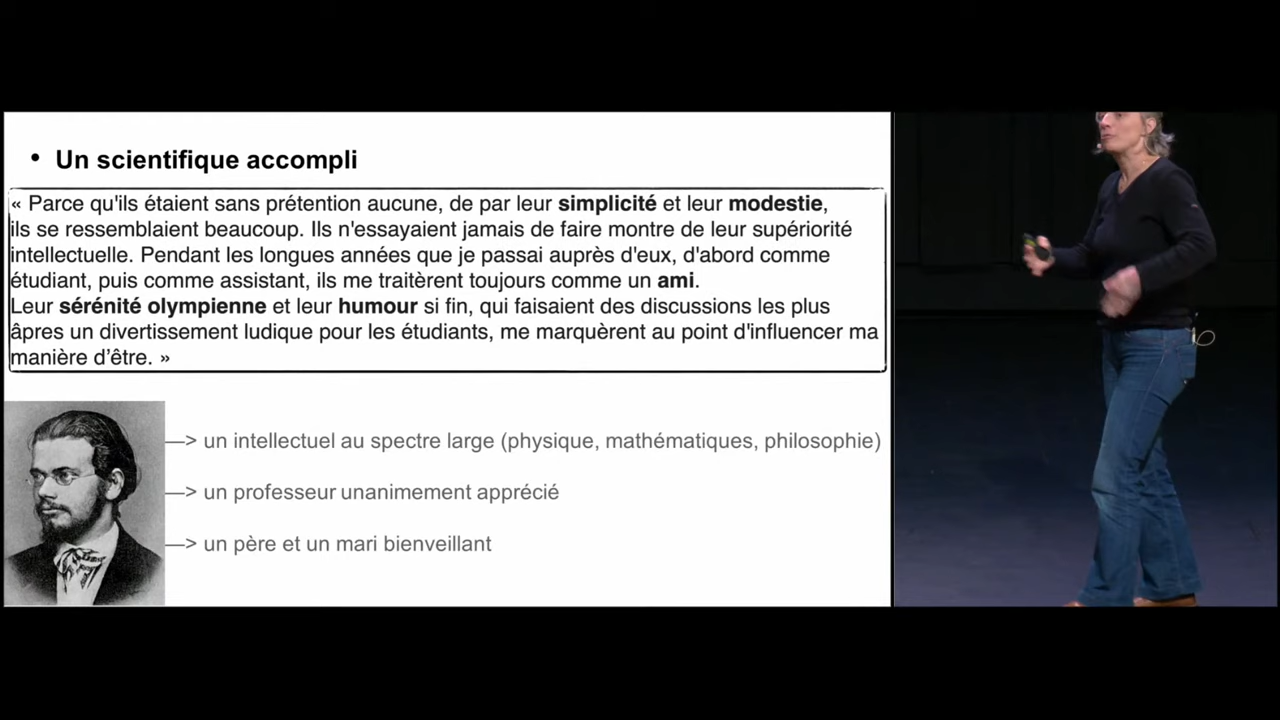 • Un scientifique accompli
« Parce qu'ils étaient sans prétention aucune, de par leur simplicité et leur modestie,
ils se ressemblaient beaucoup. Ils n'essayaient jamais de faire montre de leur supériorité
intellectuelle. Pendant les longues années que je passai auprès d'eux, d'abord comme
étudiant, puis comme assistant, ils me traitèrent toujours comme un ami.
Leur sérénité olympienne et leur humour si fin, qui faisaient des discussions les plus
âpres un divertissement ludique pour les étudiants, me marquèrent au point d'influencer ma
manière d’être. »
—> un intellectuel au spectre large (physique, mathématiques, philosophie)
—> un professeur unanimement apprécié
—> un père et un mari bienveillant